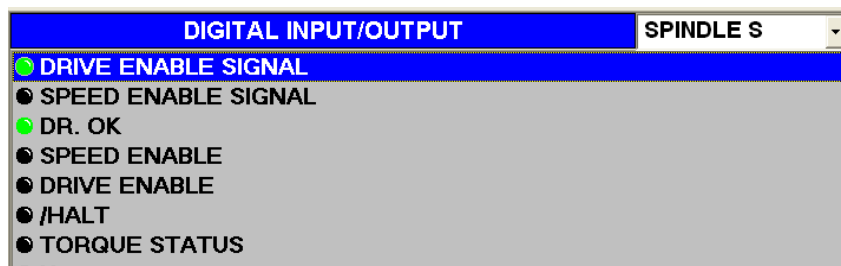 DIGITAL INPUT/OUTPUT SPINDLE S
DRIVE ENABLE SIGNAL
SPEED ENABLE SIGNAL
DR. OK
SPEED ENABLE
DRIVE ENABLE
/HALT
TORQUE STATUS